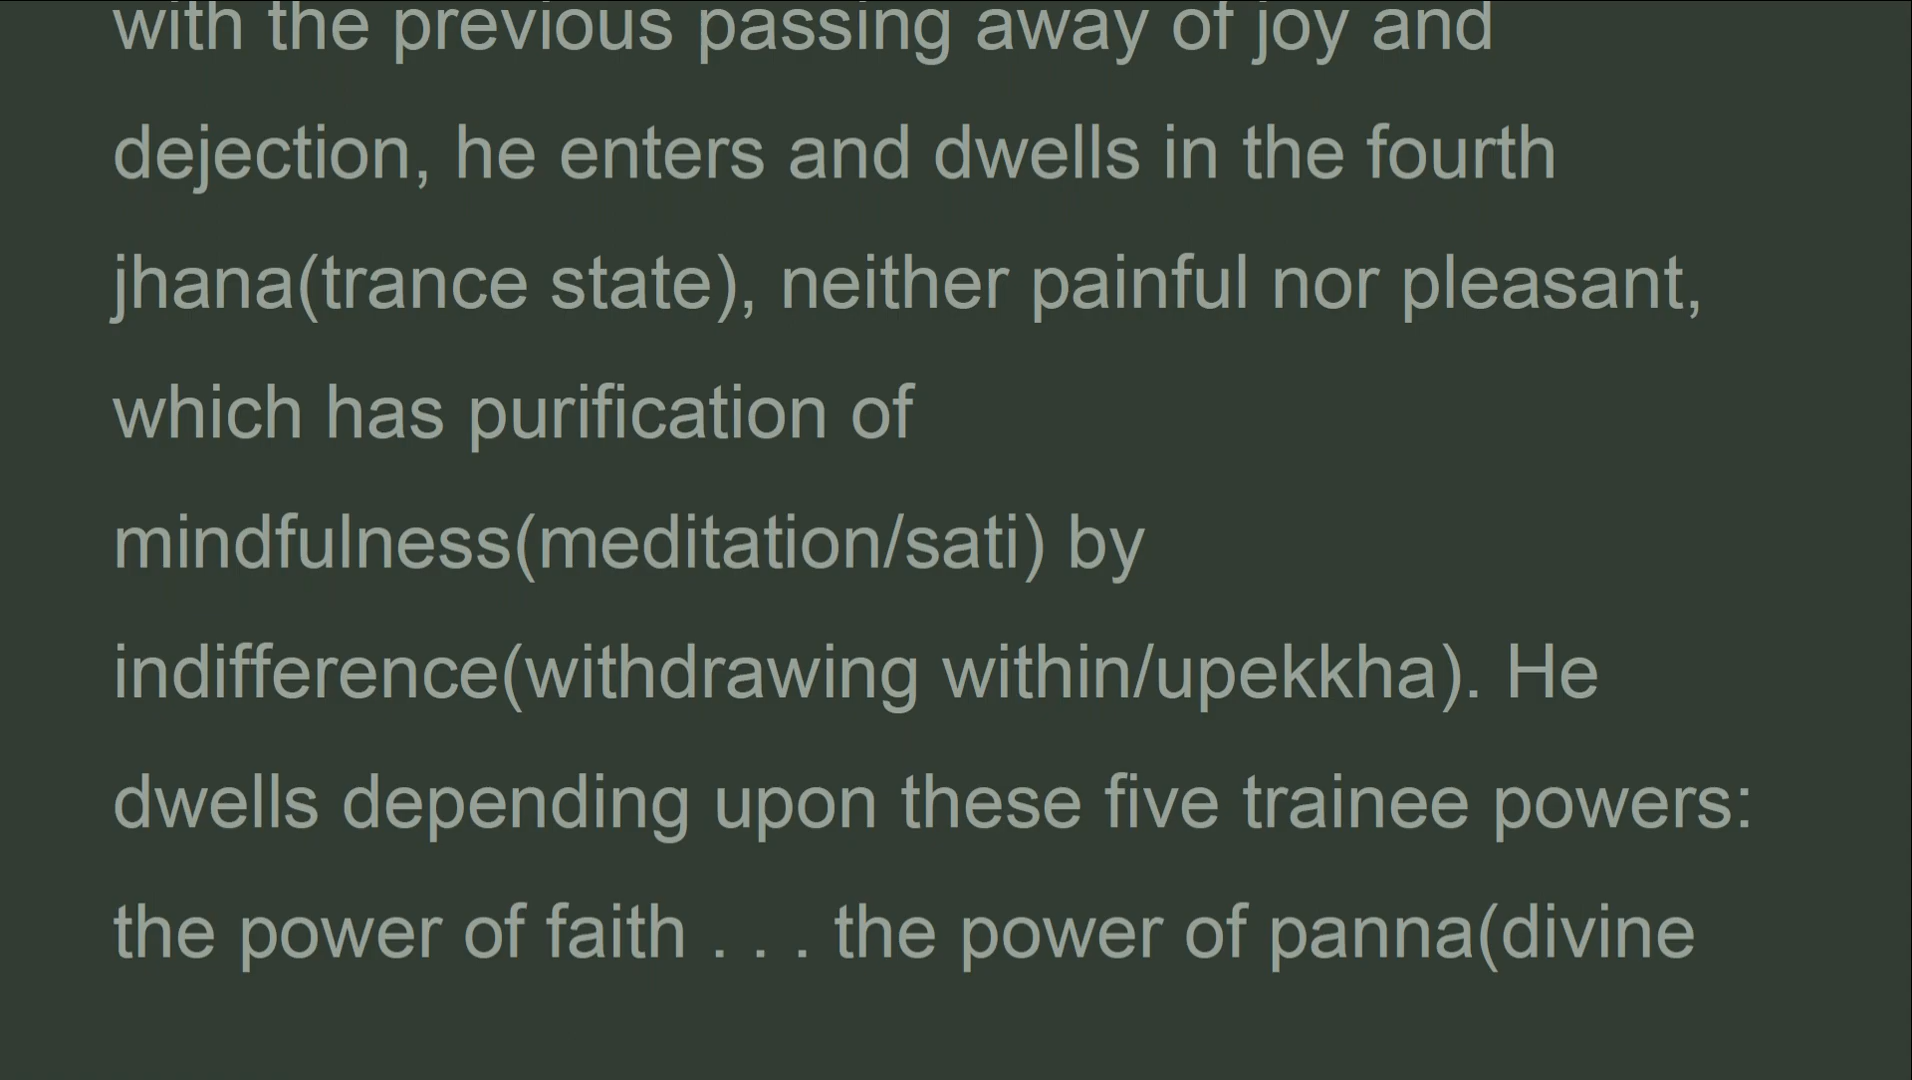 with the previous passing away of joy and
dejection, he enters and dwells in the fourth
jhana(trance state), neither painful nor pleasant,
which has purification of
mindfulness(meditation/sati) by
indifference(withdrawing within/upekkha). He
dwells depending upon these five trainee powers:
the power of faith . . . the power of panna(divine